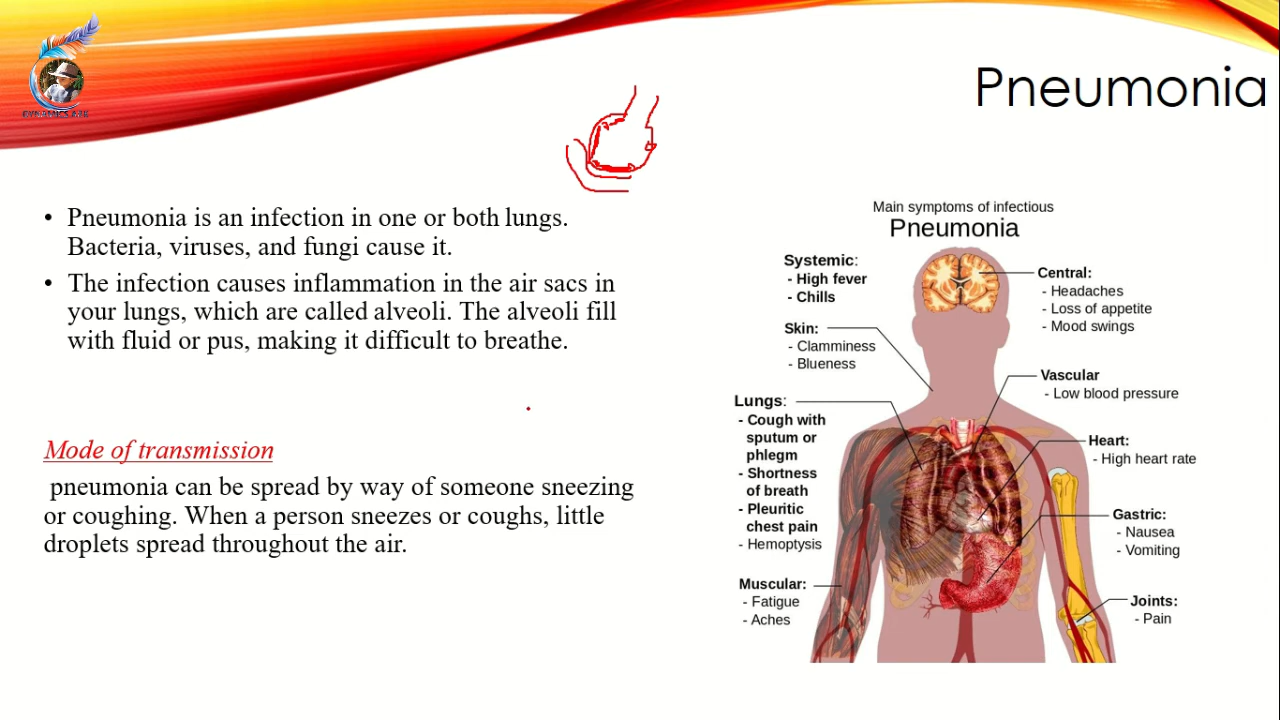 DYNAMICS ARK
Pneumonia
• Pneumonia is an infection in one or both lungs.
Bacteria, viruses, and fungi cause it.
• The infection causes inflammation in the air sacs in
your lungs, which are called alveoli. The alveoli fill
with fluid or pus, making it difficult to breathe.
Mode of transmission
pneumonia can be spread by way of someone sneezing
or coughing. When a person sneezes or coughs, little
droplets spread throughout the air.
Main symptoms of infectious
Pneumonia
Systemic:
- High fever
- Chills
Skin:
- Clamminess
- Blueness
Lungs:
- Cough with
sputum or
phlegm
- Shortness
of breath
- Pleuritic
chest pain
- Hemoptysis
Muscular:
- Fatigue
- Aches
Central:
- Headaches
- Loss of appetite
- Mood swings
Vascular
- Low blood pressure
Heart:
- High heart rate
Gastric:
- Nausea
- Vomiting
Joints:
- Pain